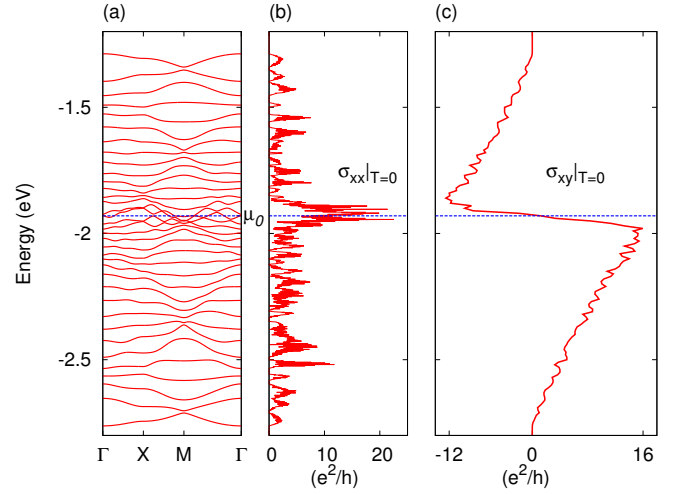 (a)
(b)
(c)
Energy (eV)
-1.5
-2
-2.5
Γ X M Γ
μ0
σxx|T=0
0 10 20
(e²/h)
σxy|T=0
-12 0 16
(e²/h)